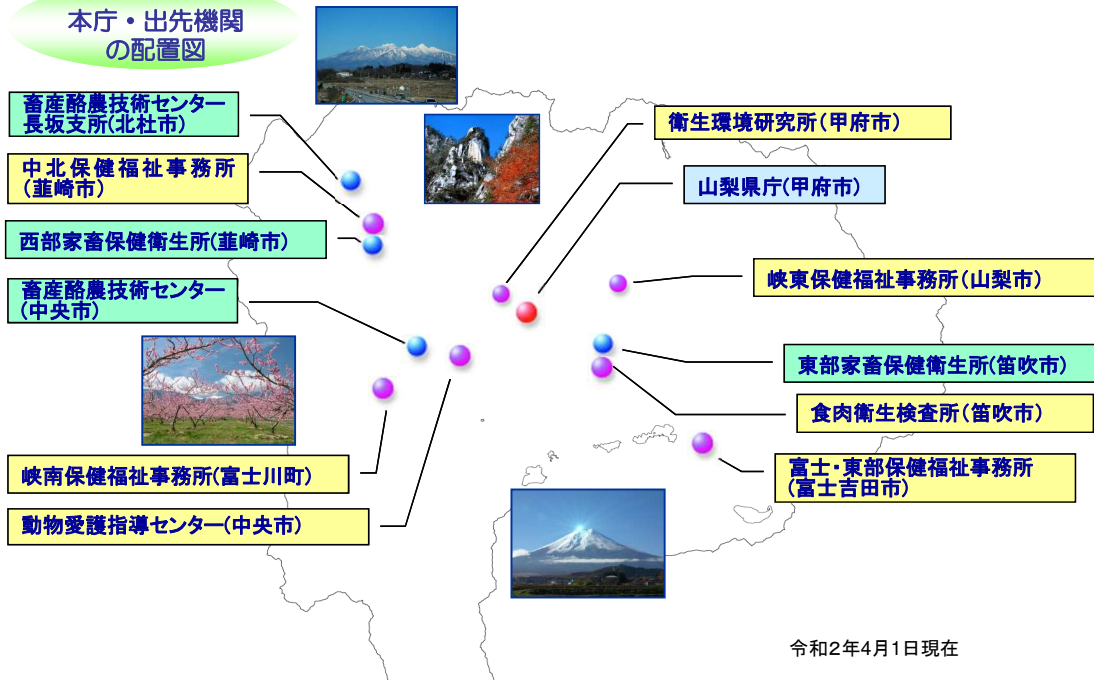 本庁・出先機関
の配置図
畜産酪農技術センター
長坂支所(北杜市)
中北保健福祉事務所
(韮崎市)
西部家畜保健衛生所(韮崎市)
畜産酪農技術センター
(中央市)
峡南保健福祉事務所(富士川町)
動物愛護指導センター(中央市)
衛生環境研究所(甲府市)
山梨県庁(甲府市)
峡東保健福祉事務所(山梨市)
東部家畜保健衛生所(笛吹市)
食肉衛生検査所(笛吹市)
富士・東部保健福祉事務所
(富士吉田市)
令和2年4月1日現在